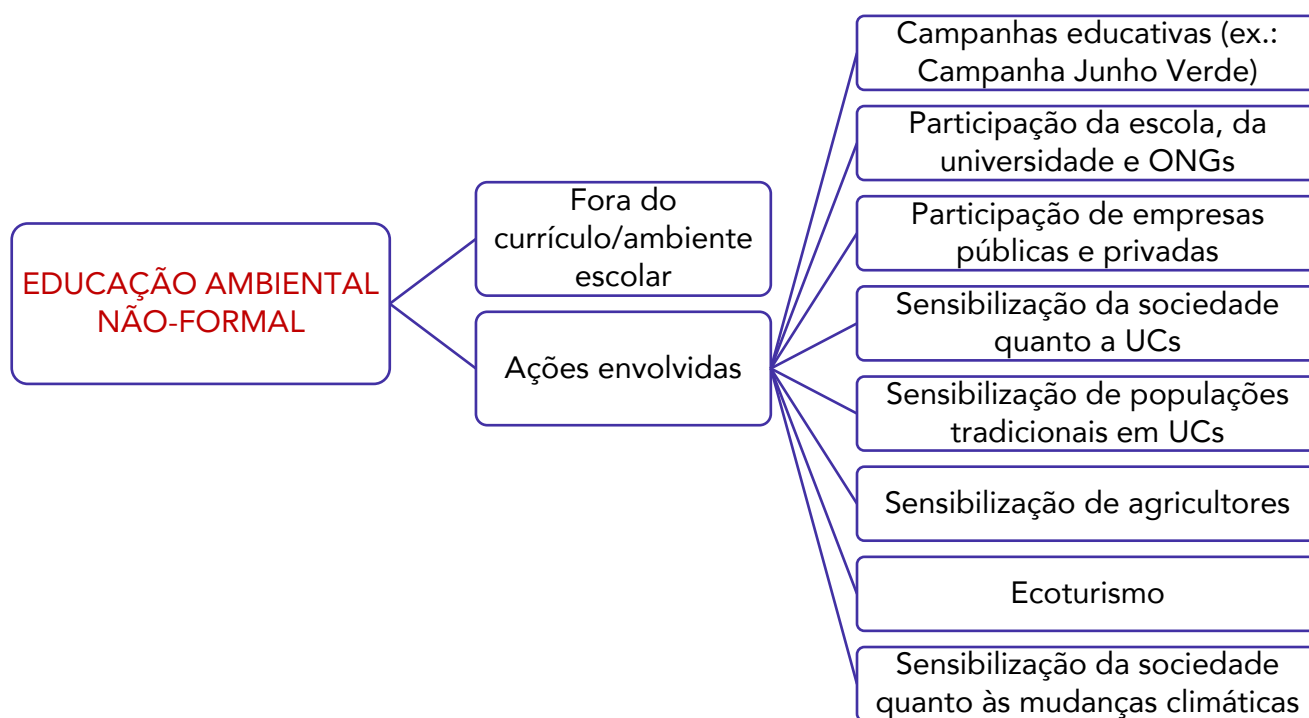 EDUCAÇÃO AMBIENTAL
NÃO-FORMAL
Fora do
currículo/ambiente
escolar
Ações envolvidas
Campanhas educativas (ex.:
Campanha Junho Verde)
Participação da escola, da
universidade e ONGs
Participação de empresas
públicas e privadas
Sensibilização da sociedade
quanto a UCs
Sensibilização de populações
tradicionais em UCs
Sensibilização de agricultores
Ecoturismo
Sensibilização da sociedade
quanto às mudanças climáticas